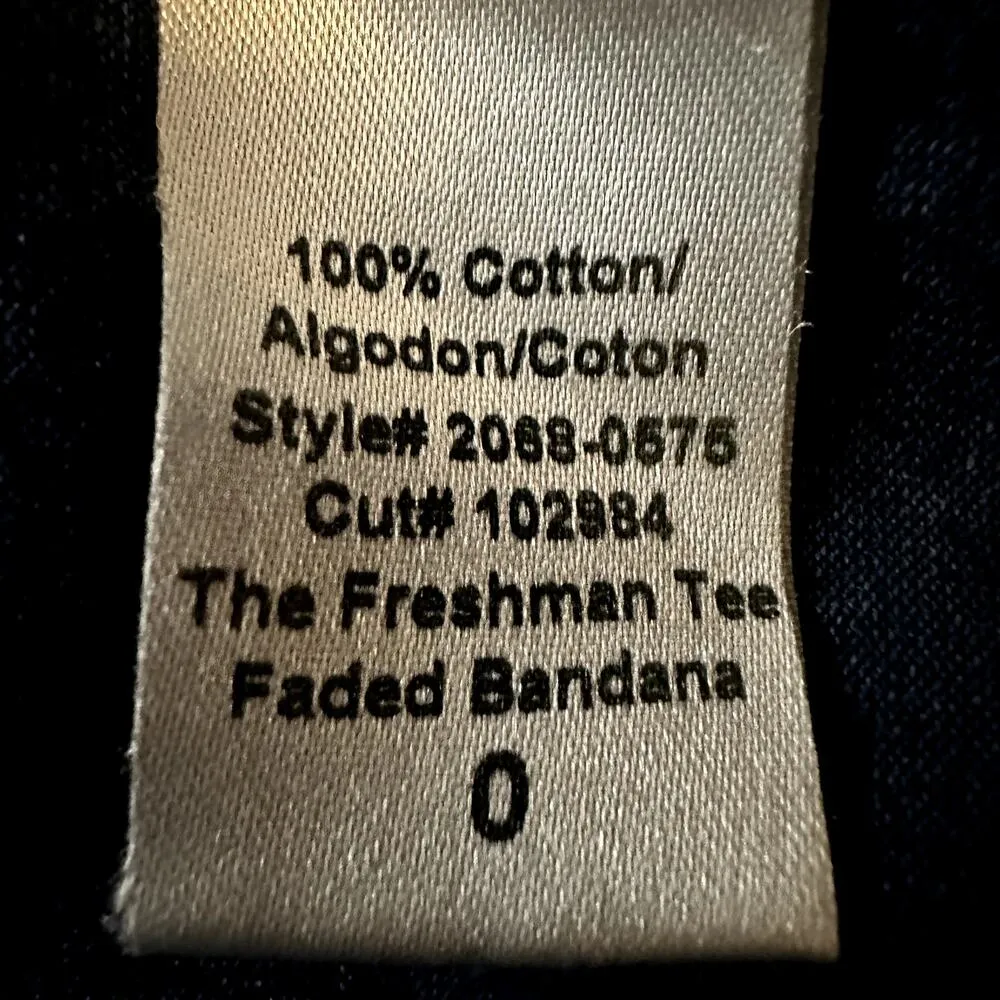 100% Cotton/
Algodon/Coton
Style# 2068-0575
Cut# 102984
The Freshman Tee
Faded Bandana
0